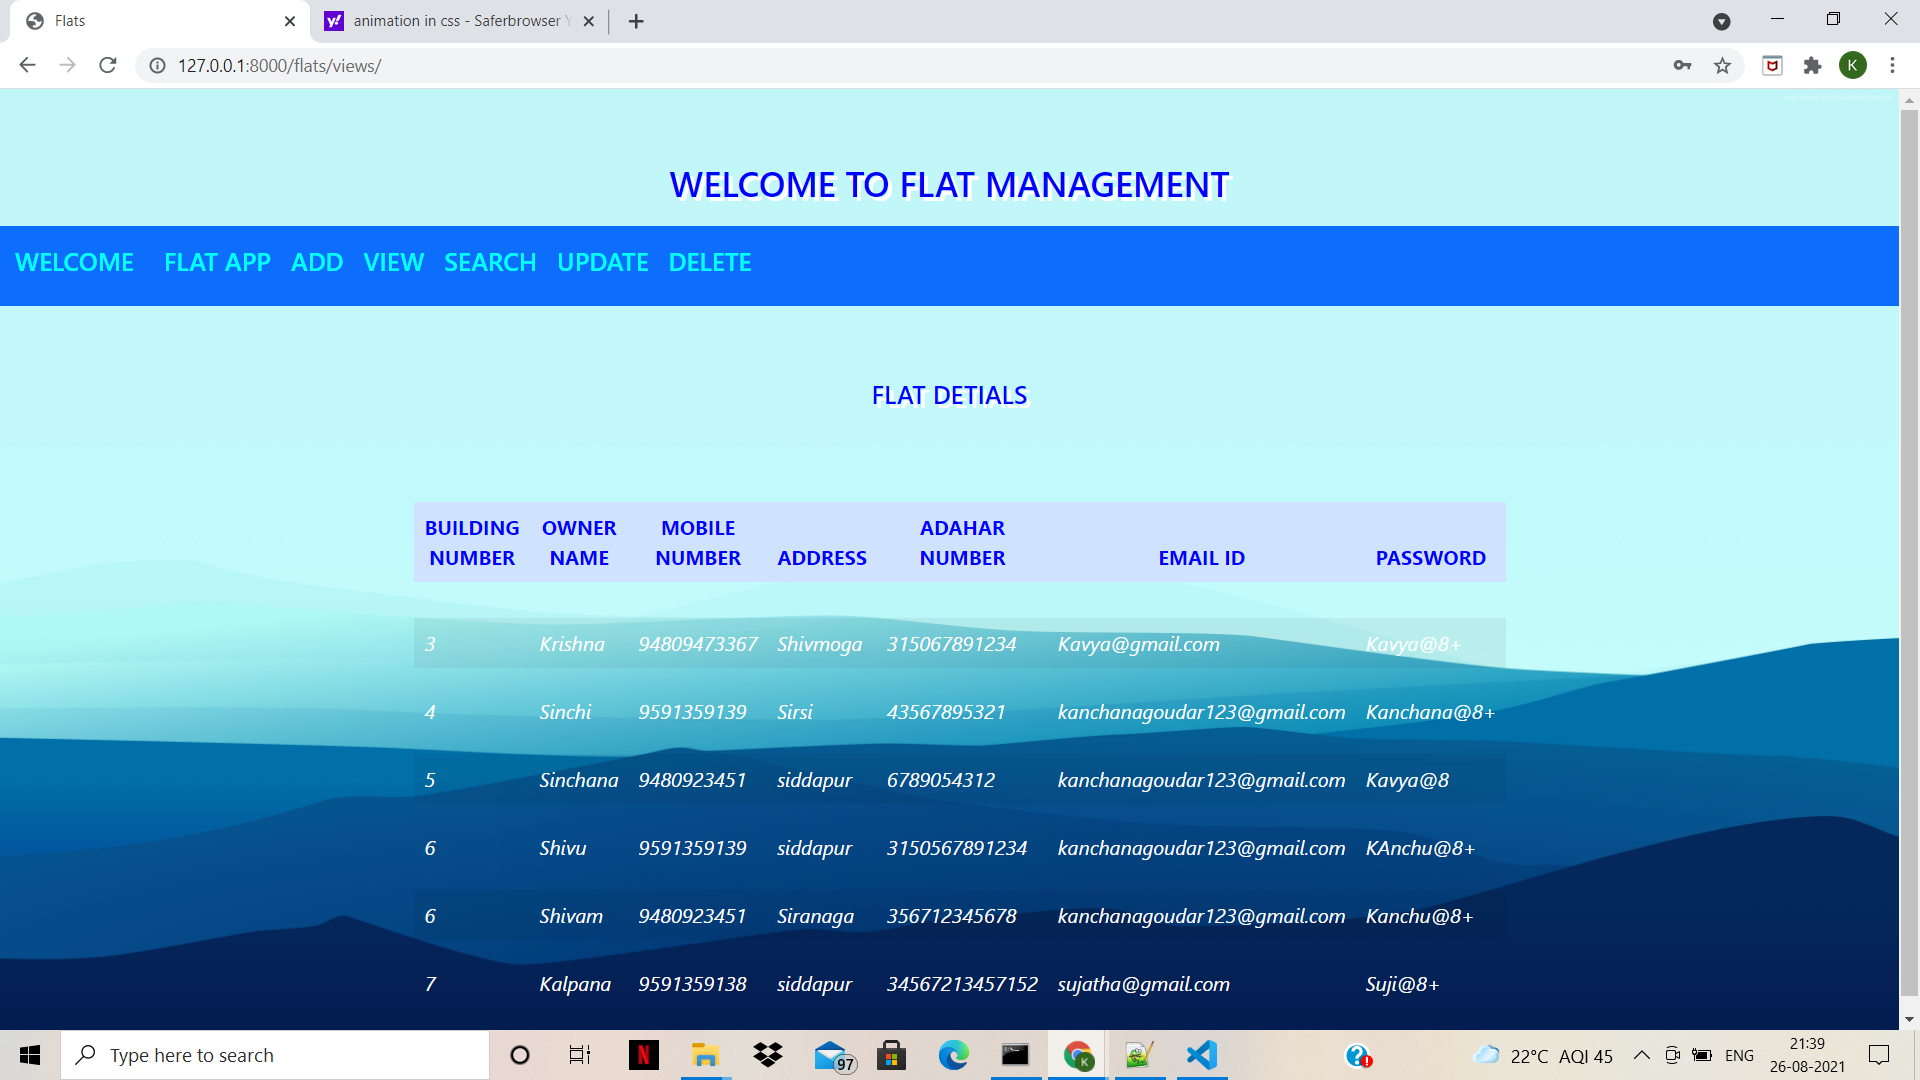 Flats
animation in css - Saferbrowser Y
127.0.0.1:8000/flats/views/
K
WELCOME TO FLAT MANAGEMENT
WELCOME FLAT APP ADD VIEW SEARCH UPDATE DELETE
FLAT DETIALS
BUILDING NUMBER OWNER NAME MOBILE NUMBER ADDRESS ADAHAR NUMBER EMAIL ID PASSWORD
3 Krishna 94809473367 Shivmoga 315067891234 Kavya@gmail.com Kavya@8+
4 Sinchi 9591359139 Sirsi 43567895321 kanchanagoudar123@gmail.com Kanchana@8+
5 Sinchana 9480923451 siddapur 6789054312 kanchanagoudar123@gmail.com Kavya@8
6 Shivu 9591359139 siddapur 3150567891234 kanchanagoudar123@gmail.com KAnchu@8+
6 Shivam 9480923451 Siranaga 356712345678 kanchanagoudar123@gmail.com Kanchu@8+
7 Kalpana 9591359138 siddapur 34567213457152 sujatha@gmail.com Suji@8+
Type here to search
97
22°C AQI 45
ENG
21:39
26-08-2021